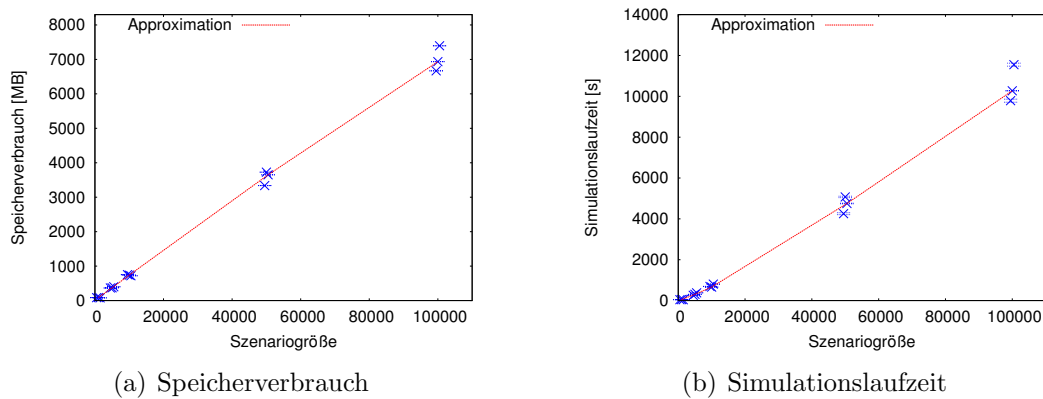 Approximation
8000
7000
6000
5000
4000
3000
2000
1000
0
Speicherverbrauch [MB]
0 20000 40000 60000 80000 100000
Szenariogröße
(a) Speicherverbrauch
Approximation
14000
12000
10000
8000
6000
4000
2000
0
Simulationslaufzeit [s]
0 20000 40000 60000 80000 100000
Szenariogröße
(b) Simulationslaufzeit